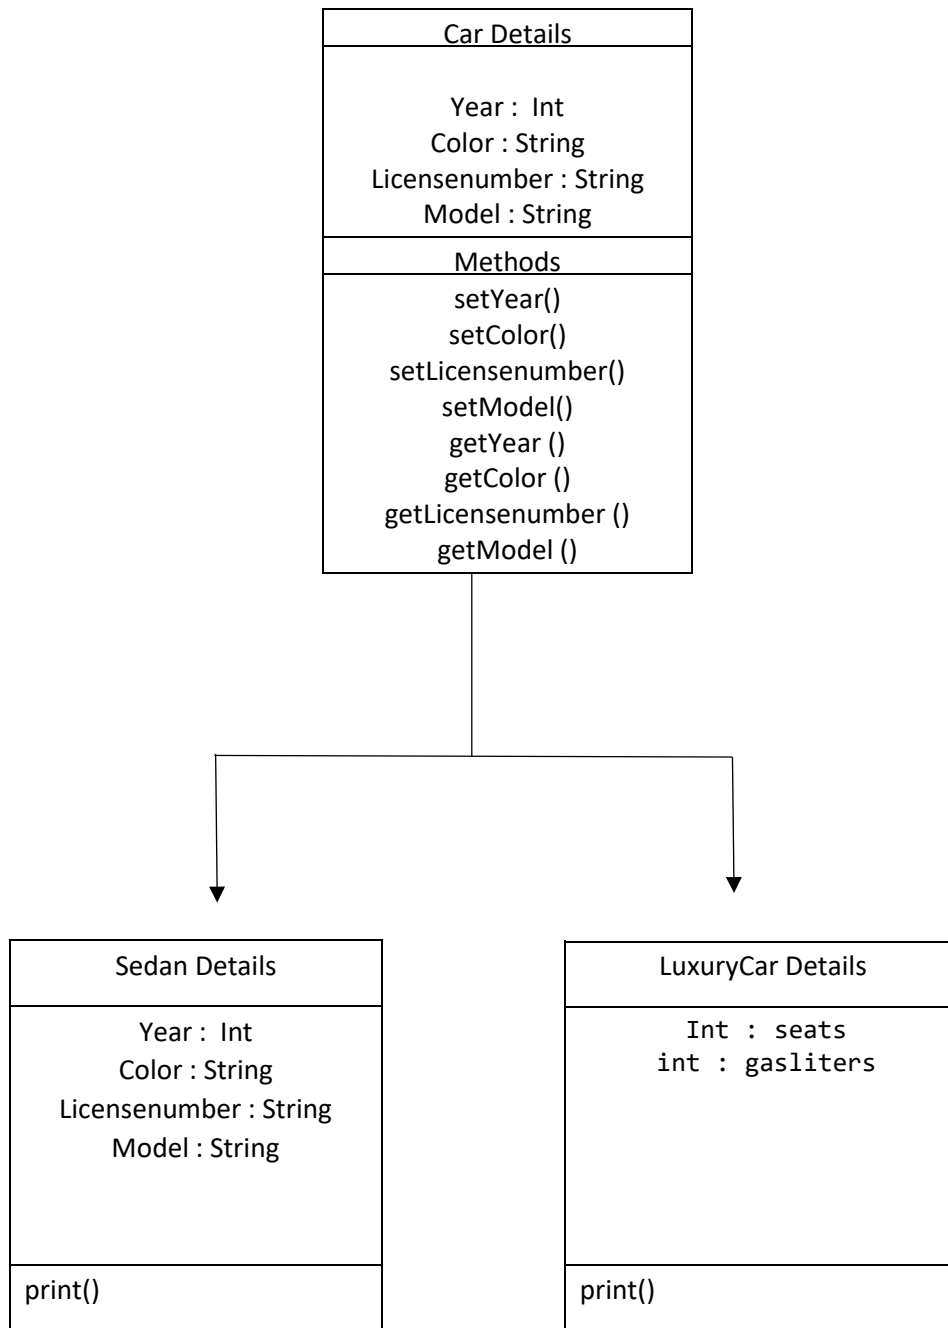 Car Details
Year : Int
Color : String
Licensenumber : String
Model : String
Methods
setYear()
setColor()
setLicensenumber()
setModel()
getYear ()
getColor ()
getLicensenumber ()
getModel ()
Sedan Details
Year : Int
Color : String
Licensenumber : String
Model : String
print()
LuxuryCar Details
Int : seats
int : gasliters
print()